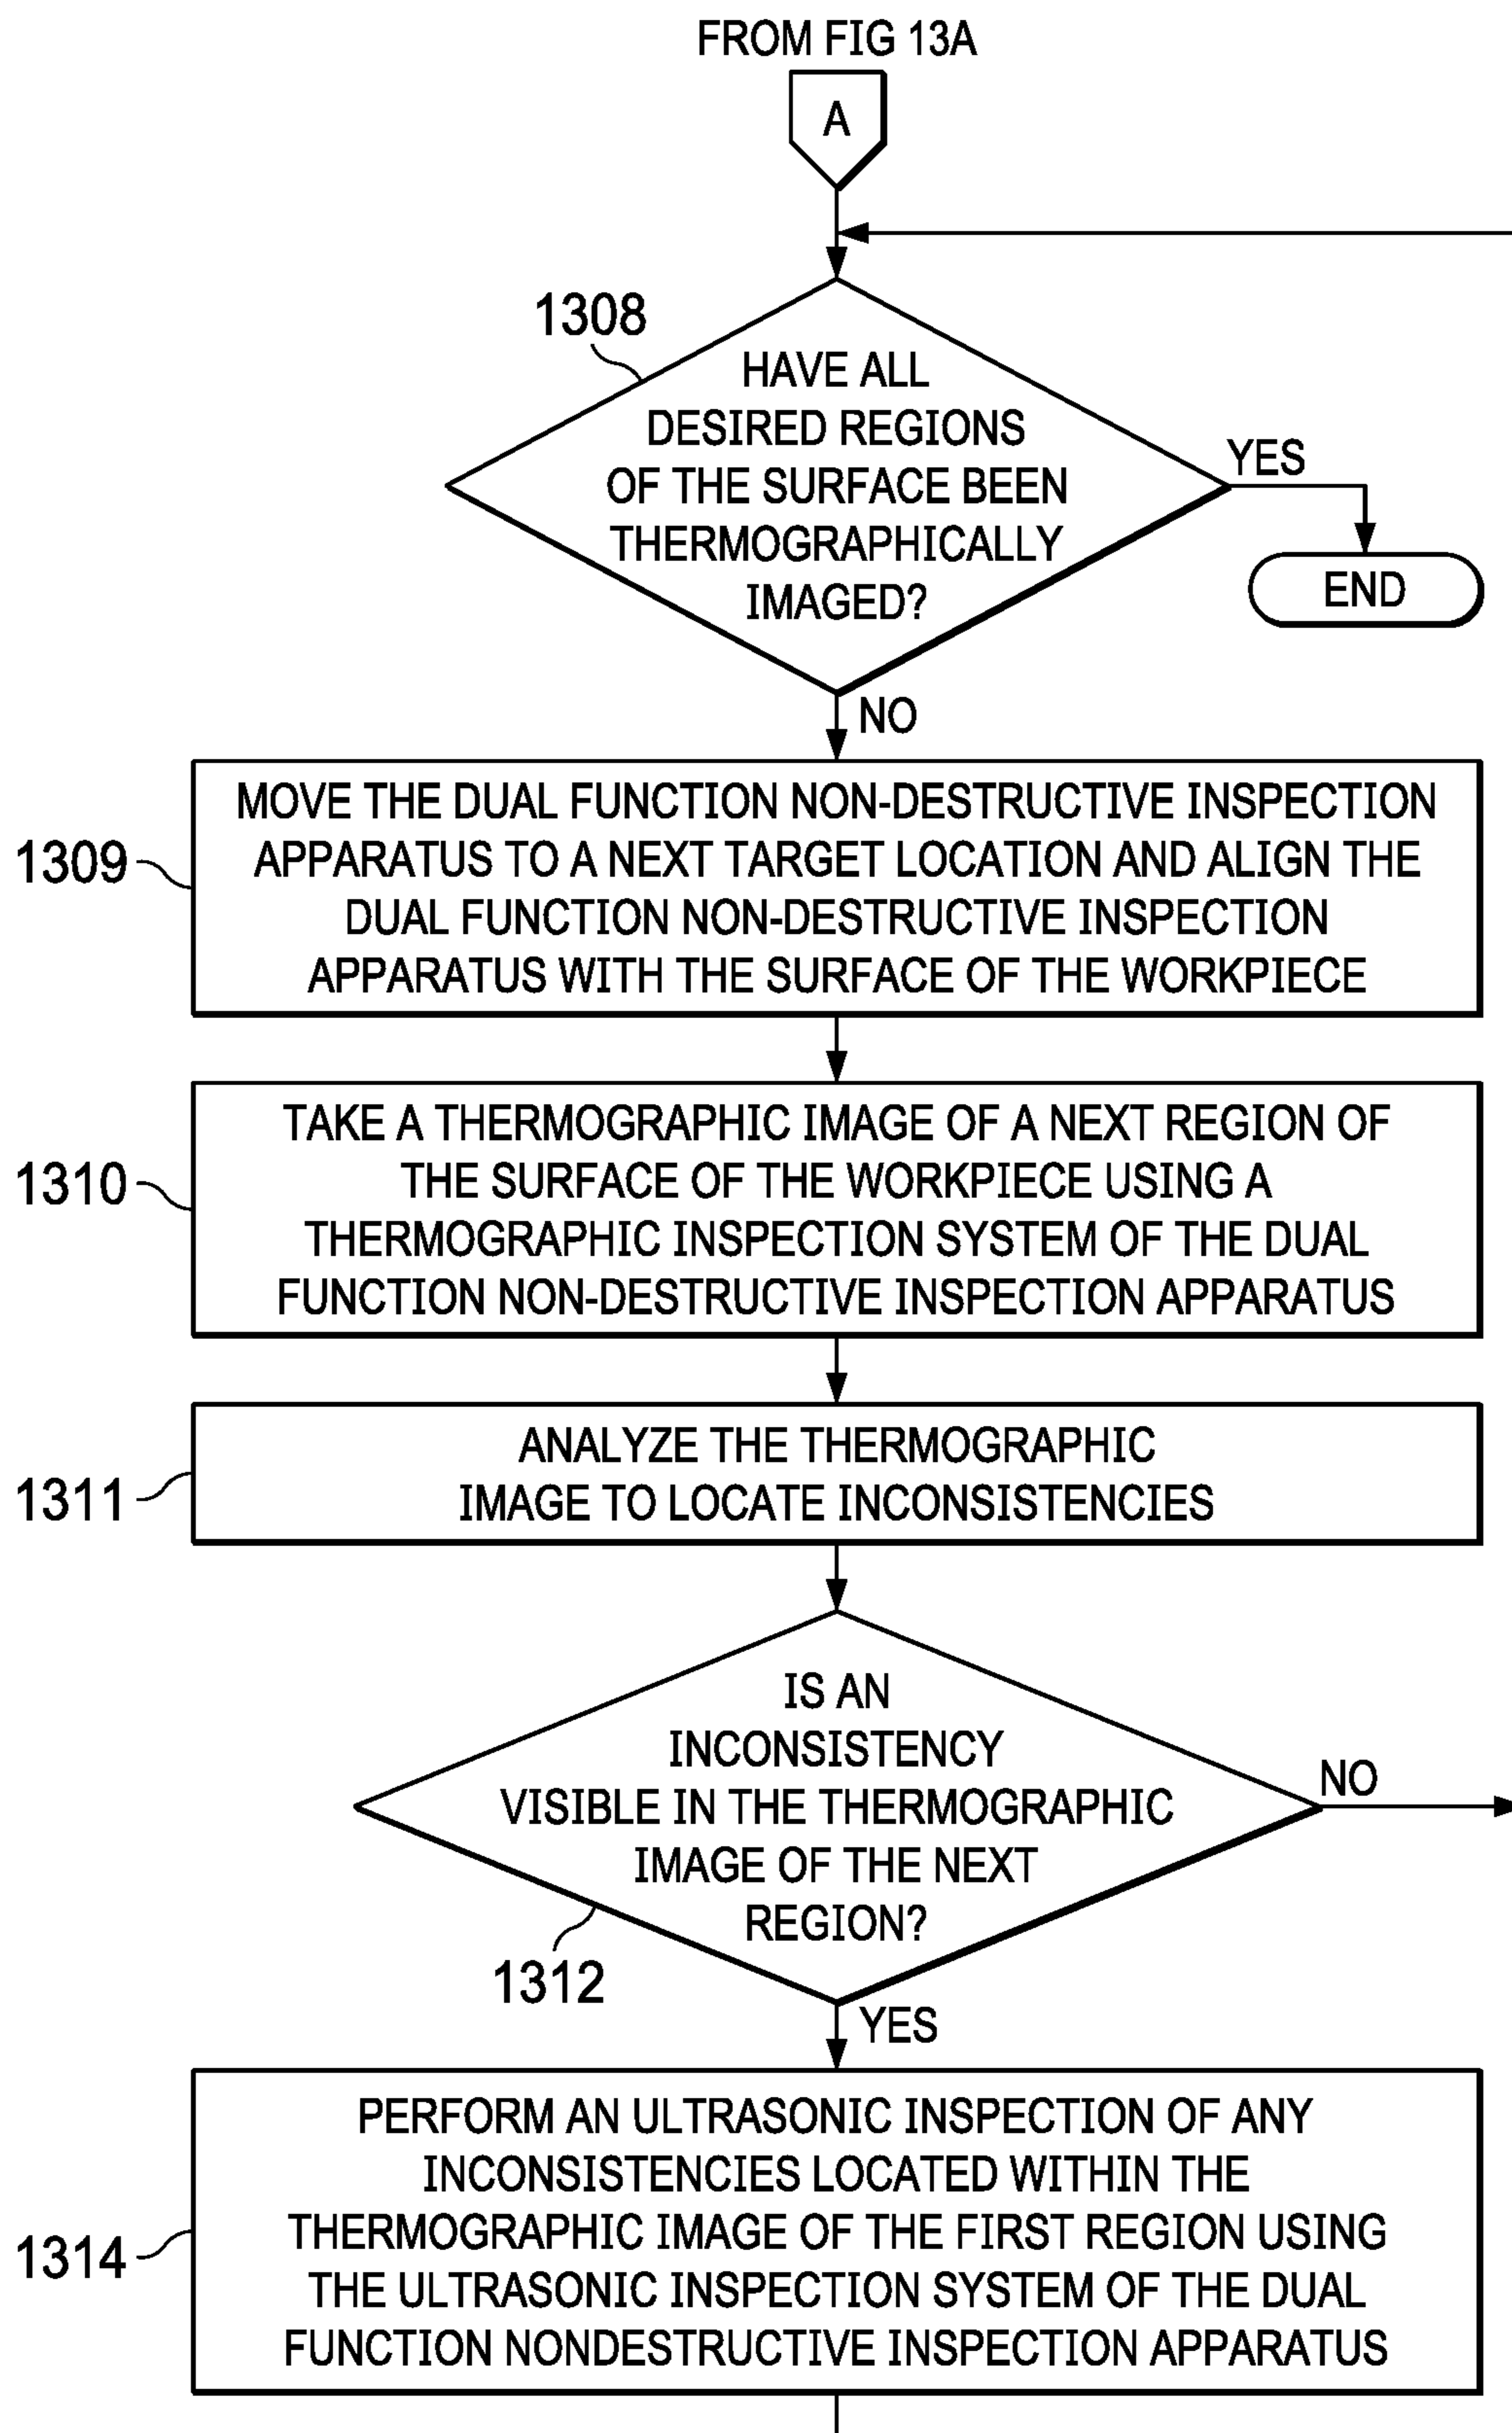 FROM FIG 13A
A
1308
HAVE ALL
DESIRED REGIONS
OF THE SURFACE BEEN
THERMOGRAPHICALLY
IMAGED?
YES
END
NO
1309
MOVE THE DUAL FUNCTION NON-DESTRUCTIVE INSPECTION
APPARATUS TO A NEXT TARGET LOCATION AND ALIGN THE
DUAL FUNCTION NON-DESTRUCTIVE INSPECTION
APPARATUS WITH THE SURFACE OF THE WORKPIECE
1310
TAKE A THERMOGRAPHIC IMAGE OF A NEXT REGION OF
THE SURFACE OF THE WORKPIECE USING A
THERMOGRAPHIC INSPECTION SYSTEM OF THE DUAL
FUNCTION NON-DESTRUCTIVE INSPECTION APPARATUS
1311
ANALYZE THE THERMOGRAPHIC
IMAGE TO LOCATE INCONSISTENCIES
IS AN
INCONSISTENCY
VISIBLE IN THE THERMOGRAPHIC
IMAGE OF THE NEXT
REGION?
NO
1312
YES
1314
PERFORM AN ULTRASONIC INSPECTION OF ANY
INCONSISTENCIES LOCATED WITHIN THE
THERMOGRAPHIC IMAGE OF THE FIRST REGION USING
THE ULTRASONIC INSPECTION SYSTEM OF THE DUAL
FUNCTION NONDESTRUCTIVE INSPECTION APPARATUS